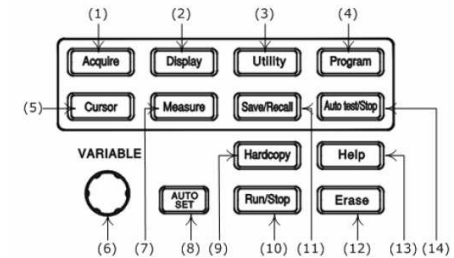 (1) (2) (3) (4)
Acquire Display Utility Program
(5) Cursor Measure Save/Recall Auto test/Stop
VARIABLE Hardcopy Help
AUTO
SET Run/Stop Erase
(6) (7) (8) (9) (10) (11) (12) (13) (14)